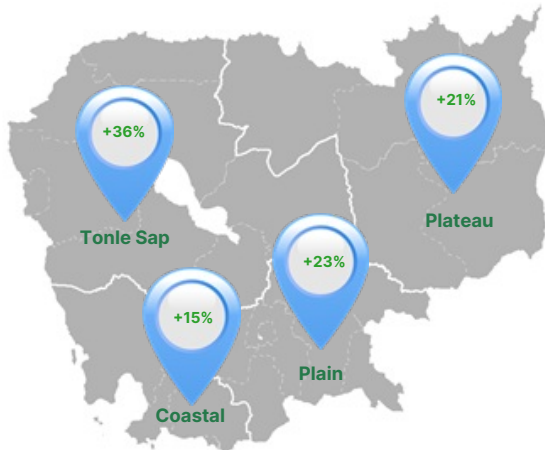 +21%
+36%
Plateau
Tonle Sap
+23%
+15%
Plain
Coastal